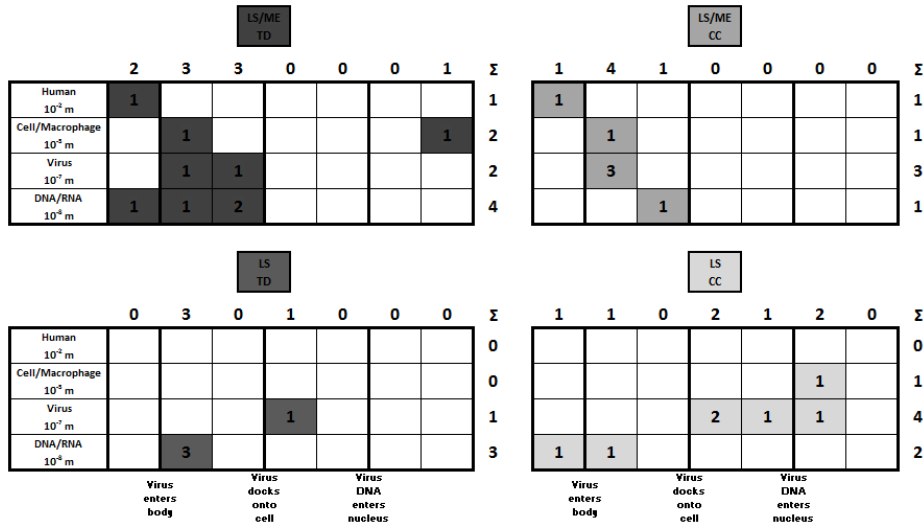 LS/ME
TD
LS/ME
CC
2 3 3 0 0 0 1 Σ
1 4 1 0 0 0 0 Σ
Human
10⁻² m
1 1
1 1
Cell/Macrophage
10⁻⁵ m
1 1 2
1 1
Virus
10⁻⁷ m
1 1 2
3 3
DNA/RNA
10⁻⁸ m
1 1 2 4
1 1
LS
TD
LS
CC
0 3 0 1 0 0 0 Σ
1 1 0 2 1 2 0 Σ
Human
10⁻² m
0
0
Cell/Macrophage
10⁻⁵ m
0
1 1
Virus
10⁻⁷ m
1 1
2 1 1 4
DNA/RNA
10⁻⁸ m
3 3
1 1 2
Virus
enters
body
Virus
docks
onto
cell
Virus
DNA
enters
nucleus
Virus
enters
body
Virus
docks
onto
cell
Virus
DNA
enters
nucleus